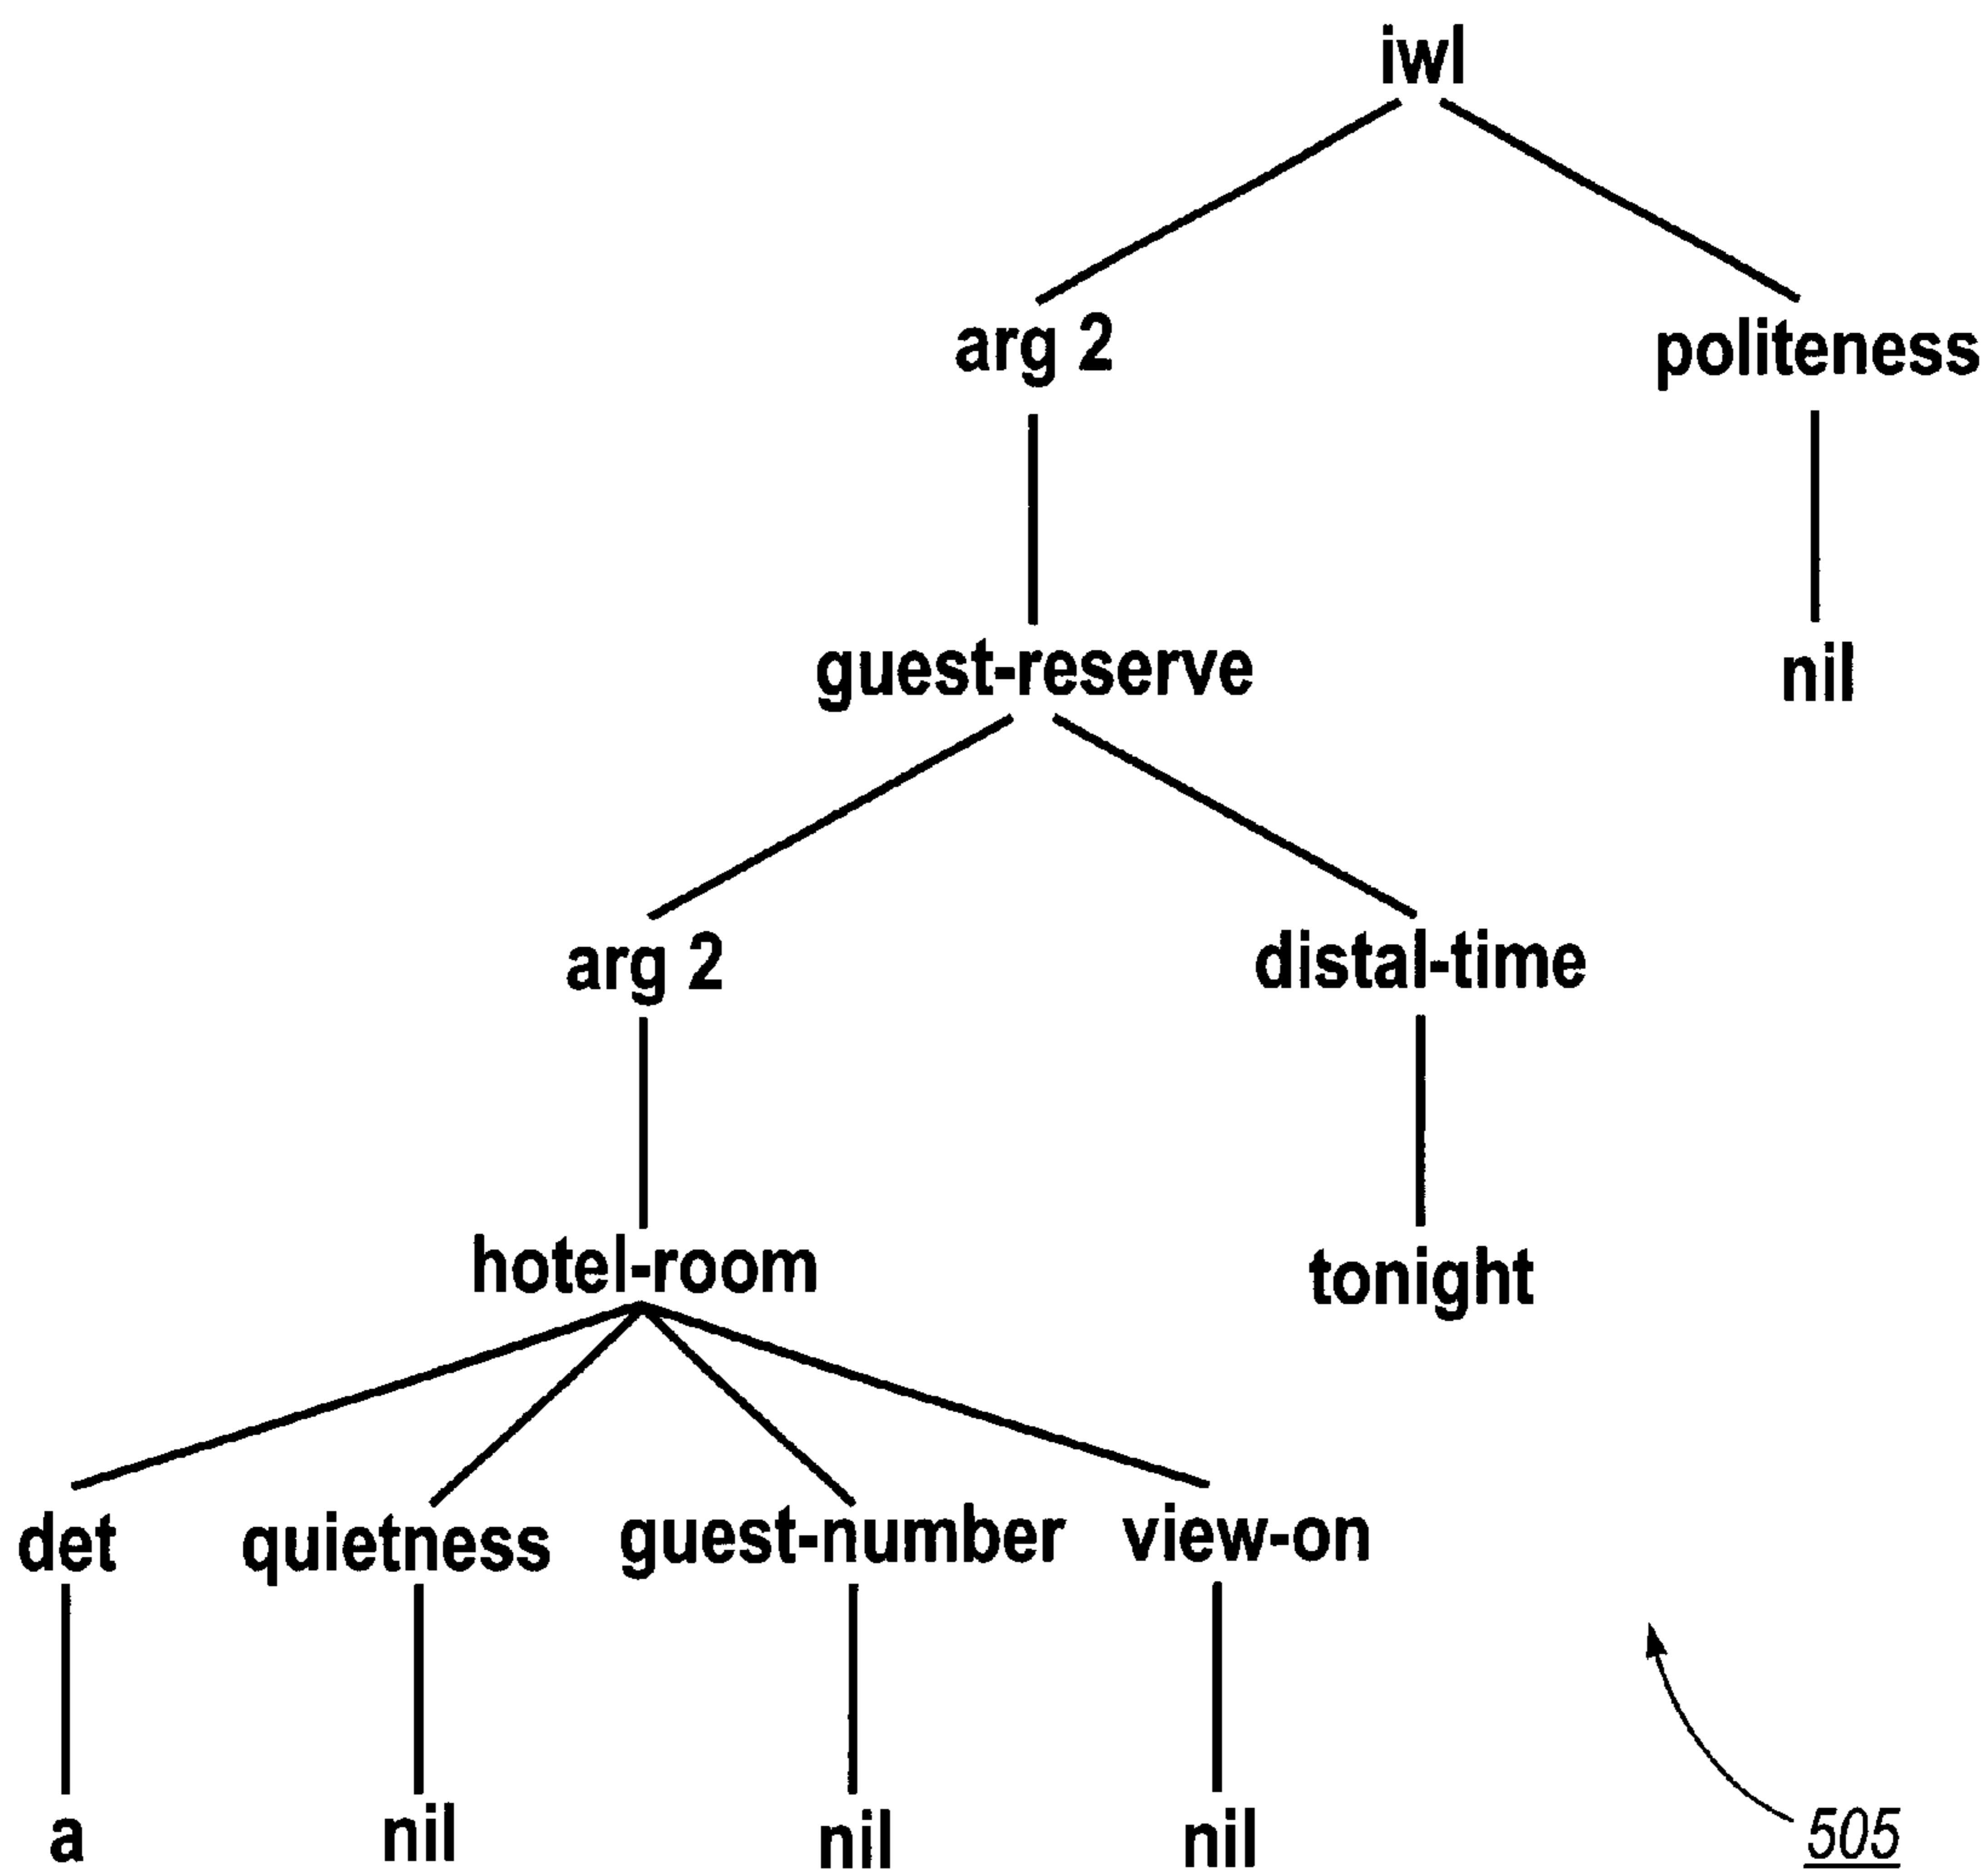 iwl
arg 2 politeness
guest-reserve nil
arg 2 distal-time
hotel-room tonight
det quietness guest-number view-on
a nil nil nil 505